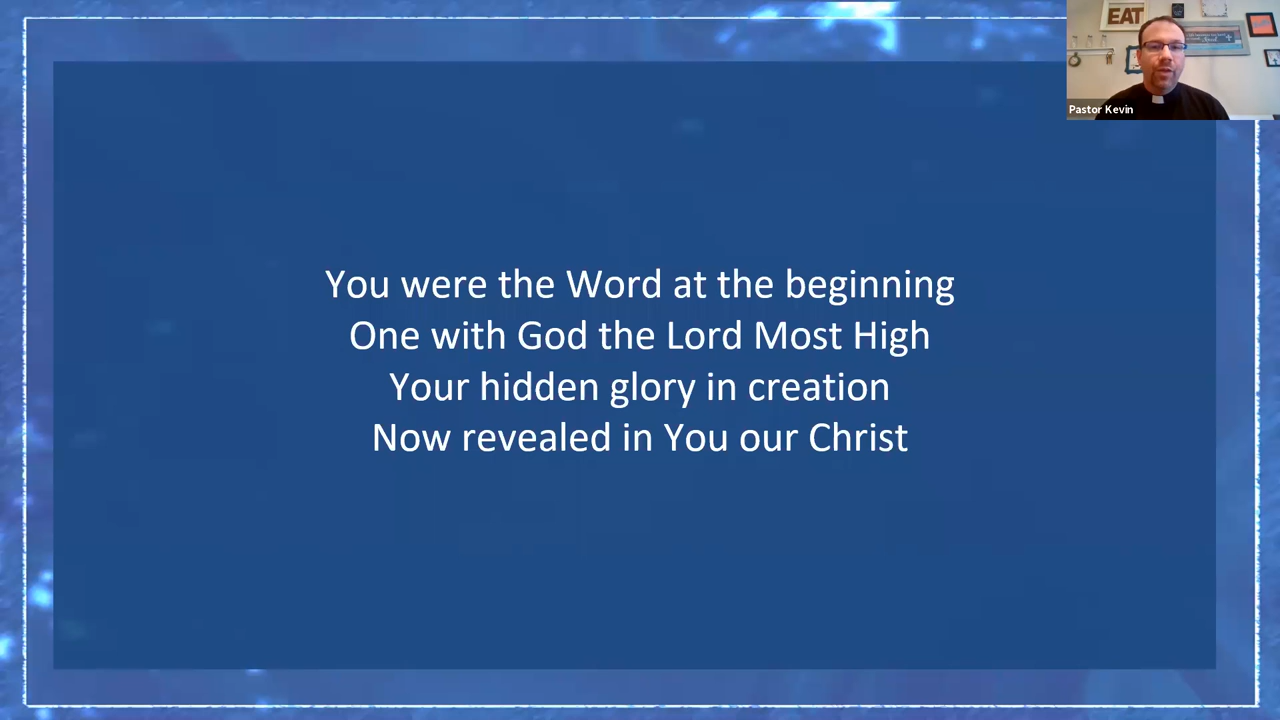 EAT
Pastor Kevin
You were the Word at the beginning
One with God the Lord Most High
Your hidden glory in creation
Now revealed in You our Christ